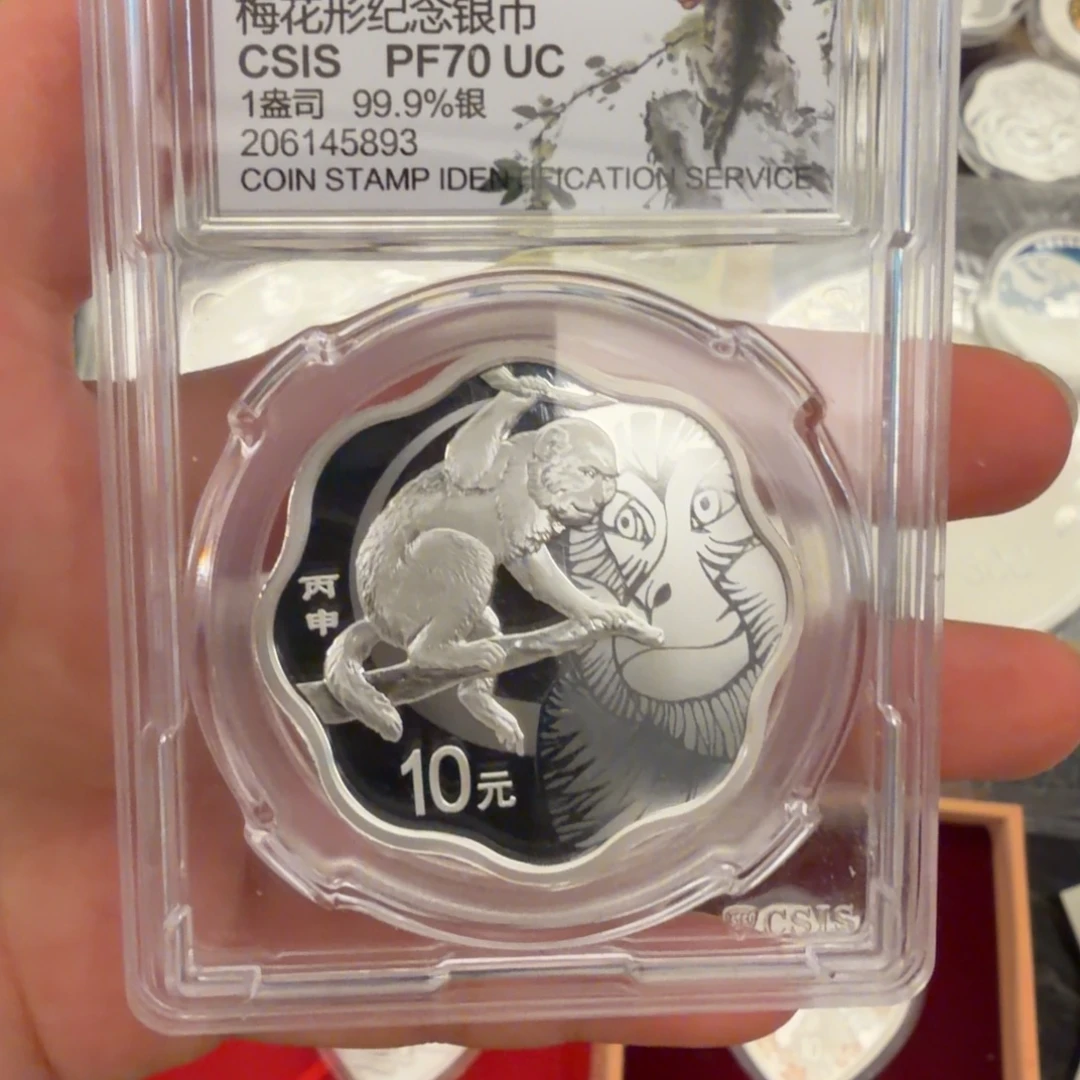 梅花形纪念银币
CSIS PF70 UC
1盎司 99.9%银
206145893
COIN STAMP IDENTIFICATION SERVICE
丙申
10元
CSIS